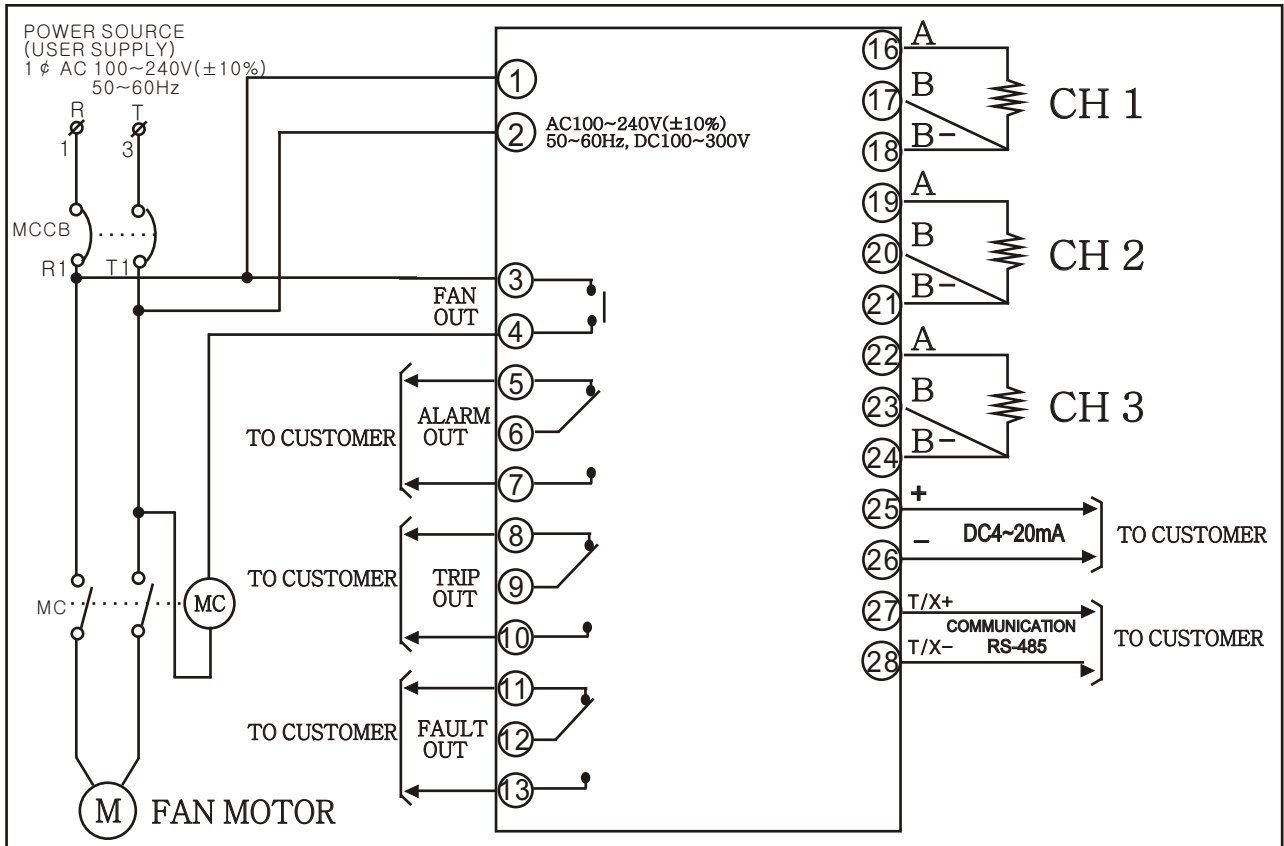 POWER SOURCE
(USER SUPPLY)
1 ¢ AC 100~240V(±10%)
50~60Hz
R
T
1
3
MCCB
R1
T1
MC
MC
M
FAN MOTOR
1
2
AC100~240V(±10%)
50~60Hz, DC100~300V
3
FAN
OUT
4
5
ALARM
OUT
6
TO CUSTOMER
7
8
TO CUSTOMER
TRIP
OUT
9
10
11
TO CUSTOMER
FAULT
OUT
12
13
16
A
17
B
18
B-
CH 1
19
A
20
B
21
B-
CH 2
22
A
23
B
24
B-
CH 3
25
+
DC4~20mA
TO CUSTOMER
26
−
27
T/X+
COMMUNICATION
RS-485
TO CUSTOMER
28
T/X-